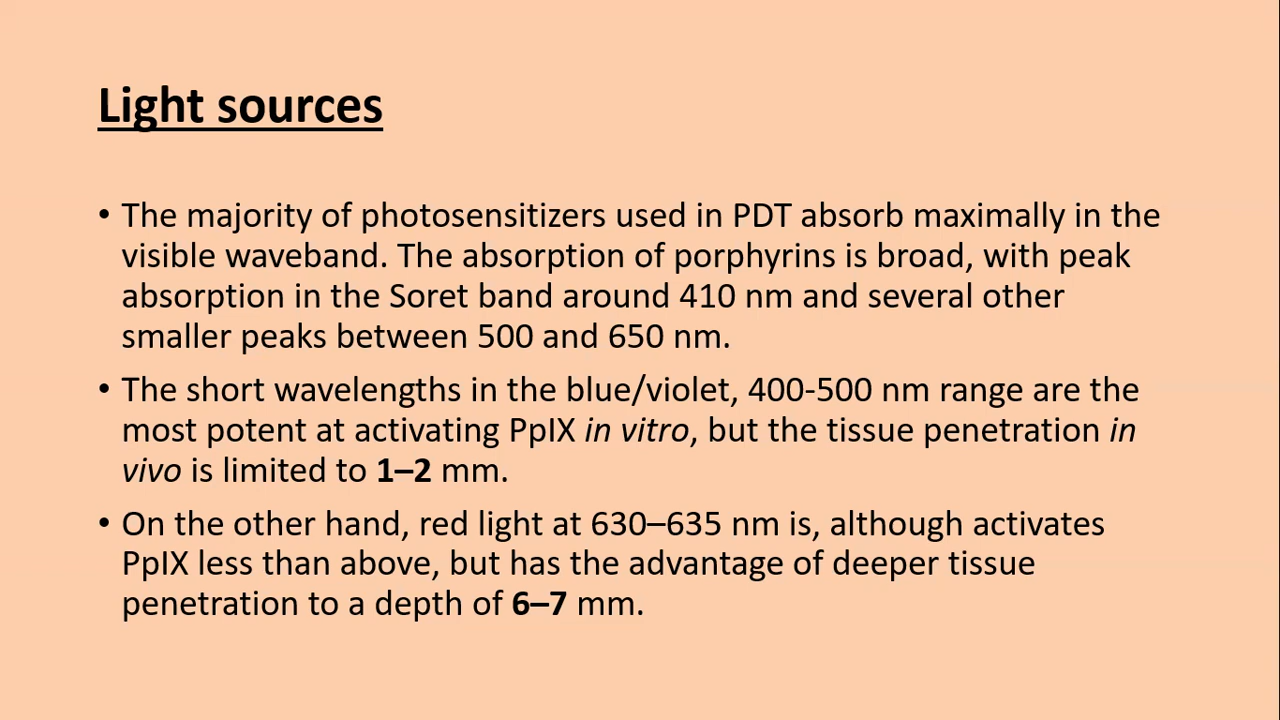 Light sources
• The majority of photosensitizers used in PDT absorb maximally in the
visible waveband. The absorption of porphyrins is broad, with peak
absorption in the Soret band around 410 nm and several other
smaller peaks between 500 and 650 nm.
• The short wavelengths in the blue/violet, 400-500 nm range are the
most potent at activating PpIX in vitro, but the tissue penetration in
vivo is limited to 1–2 mm.
• On the other hand, red light at 630–635 nm is, although activates
PpIX less than above, but has the advantage of deeper tissue
penetration to a depth of 6–7 mm.